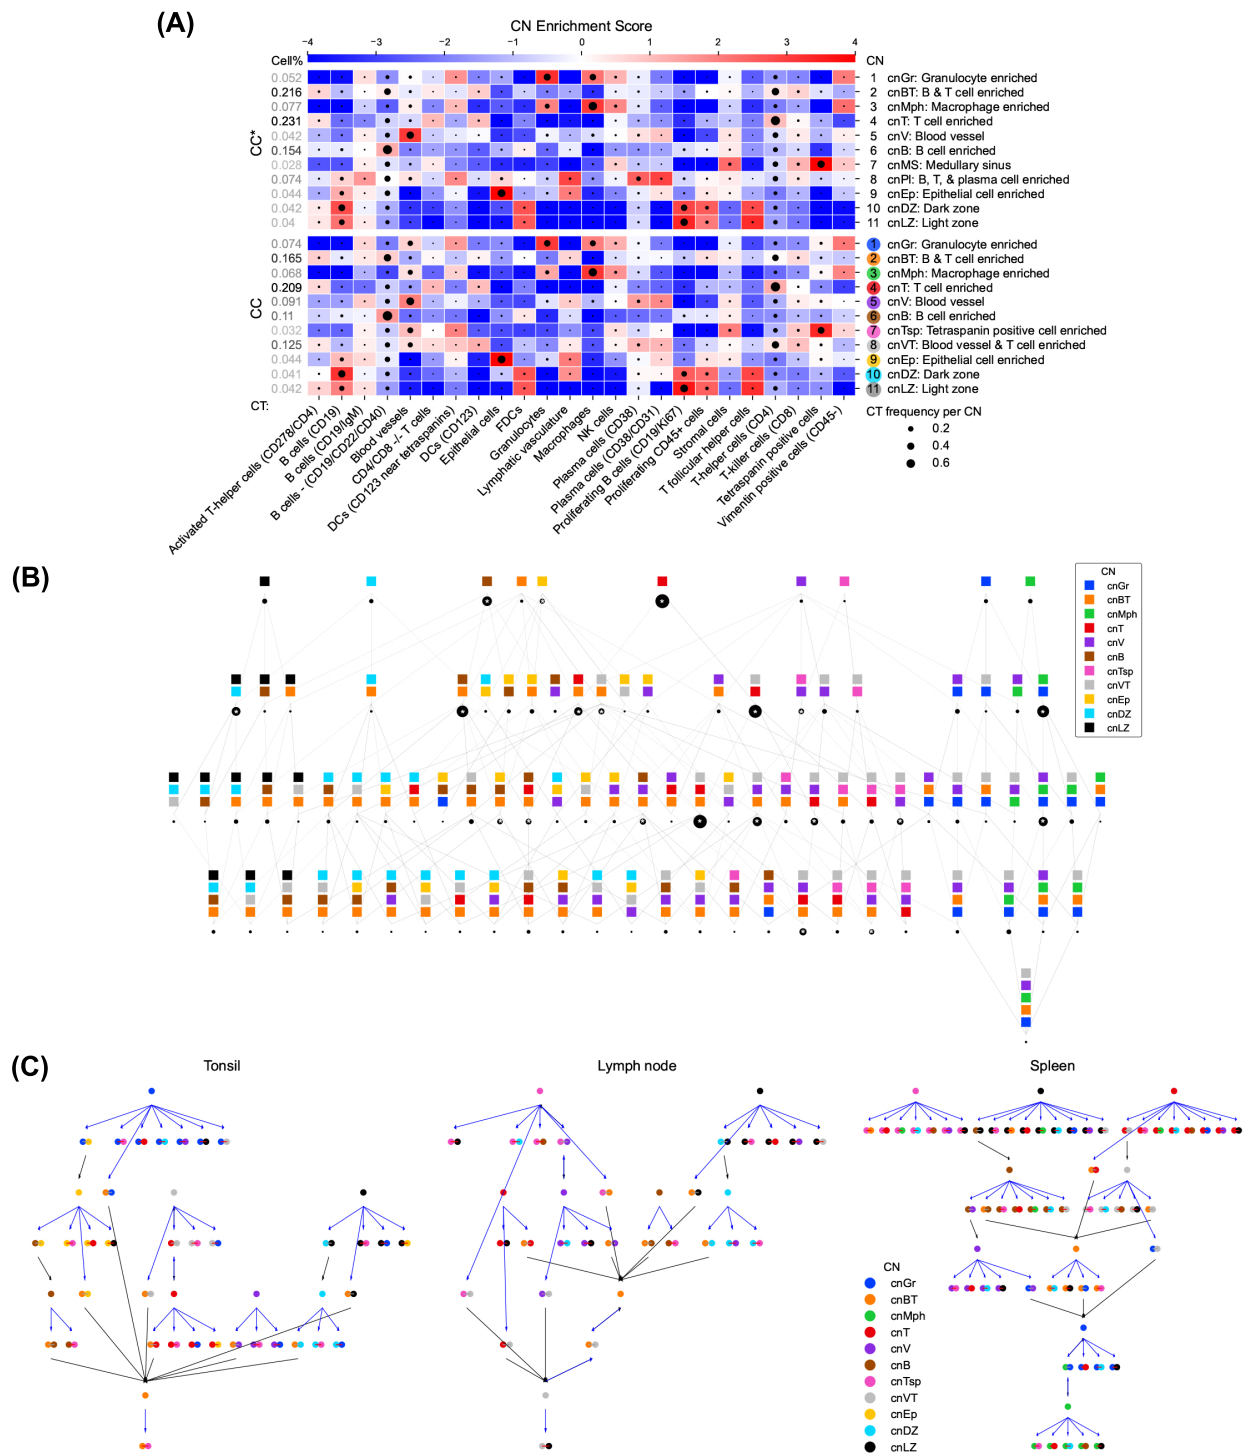 (A)
CN Enrichment Score
−4 −3 −2 −1 0 1 2 3 4
Cell% CN
CC*
0.052 1 cnGr: Granulocyte enriched
0.216 2 cnBT: B & T cell enriched
0.077 3 cnMph: Macrophage enriched
0.231 4 cnT: T cell enriched
0.042 5 cnV: Blood vessel
0.154 6 cnB: B cell enriched
0.028 7 cnMS: Medullary sinus
0.074 8 cnPl: B, T, & plasma cell enriched
0.044 9 cnEp: Epithelial cell enriched
0.042 10 cnDZ: Dark zone
0.04 11 cnLZ: Light zone
CC
0.074 1 cnGr: Granulocyte enriched
0.165 2 cnBT: B & T cell enriched
0.068 3 cnMph: Macrophage enriched
0.209 4 cnT: T cell enriched
0.091 5 cnV: Blood vessel
0.11 6 cnB: B cell enriched
0.032 7 cnTsp: Tetraspanin positive cell enriched
0.125 8 cnVT: Blood vessel & T cell enriched
0.044 9 cnEp: Epithelial cell enriched
0.041 10 cnDZ: Dark zone
0.042 11 cnLZ: Light zone
CT:
Activated T-helper cells (CD278/CD4)
B cells (CD19)
B cells (CD19/IgM)
B cells - (CD19/CD22/CD40)
Blood vessels
CD4/CD8 -/- T cells
DCs (CD123 near tetraspanins)
DCs (CD123)
Epithelial cells
FDCs
Granulocytes
Lymphatic vasculature
Macrophages
NK cells
Plasma cells (CD38)
Plasma cells (CD38/CD31)
Proliferating B cells (CD19/Ki67)
Proliferating CD45+ cells
Stromal cells
T follicular helper cells
T-helper cells (CD4)
T-killer cells (CD8)
Tetraspanin positive cells
Vimentin positive cells (CD45-)
CT frequency per CN
0.2
0.4
0.6
(B)
CN
cnGr
cnBT
cnMph
cnT
cnV
cnB
cnTsp
cnVT
cnEp
cnDZ
cnLZ
(C)
Tonsil
Lymph node
Spleen
CN
cnGr
cnBT
cnMph
cnT
cnV
cnB
cnTsp
cnVT
cnEp
cnDZ
cnLZ